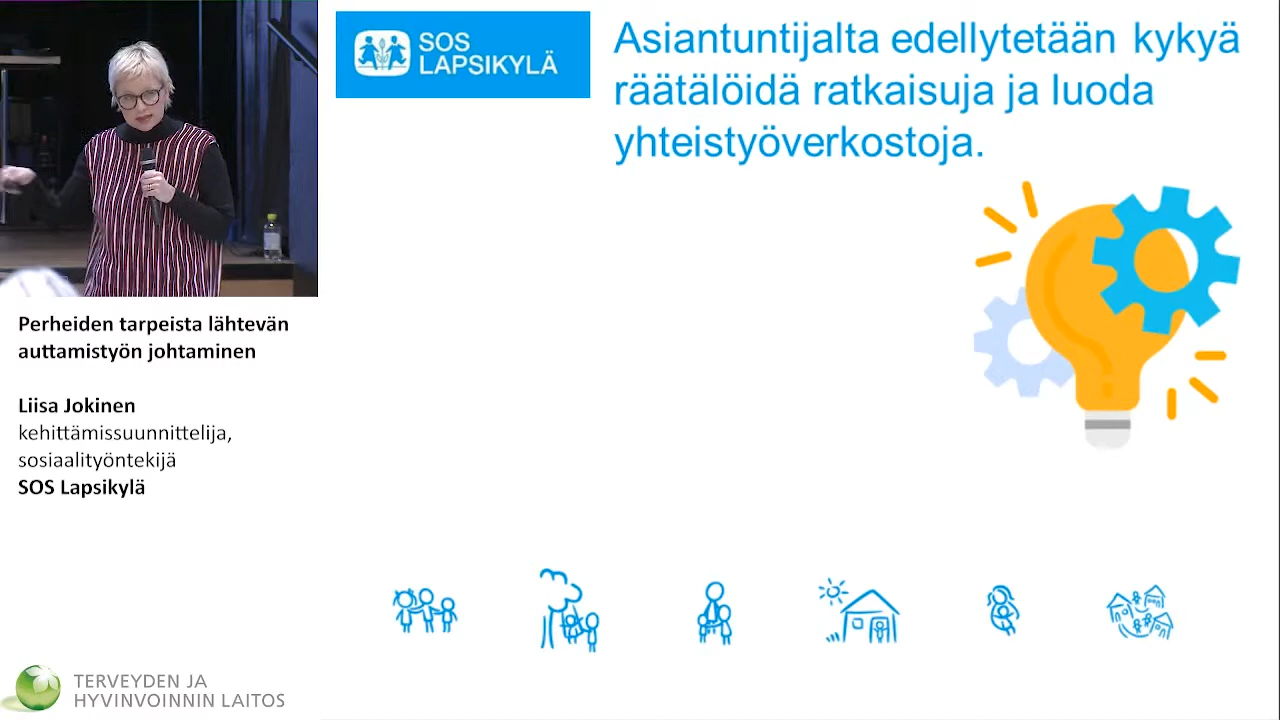 SOS
LAPSIKYLÄ
Asiantuntijalta edellytetään kykyä
räätälöidä ratkaisuja ja luoda
yhteistyöverkostoja.
Perheiden tarpeista lähtevän
auttamistyön johtaminen
Liisa Jokinen
kehittämissuunnittelija,
sosiaalityöntekijä
SOS Lapsikylä
TERVEYDEN JA
HYVINVOINNIN LAITOS